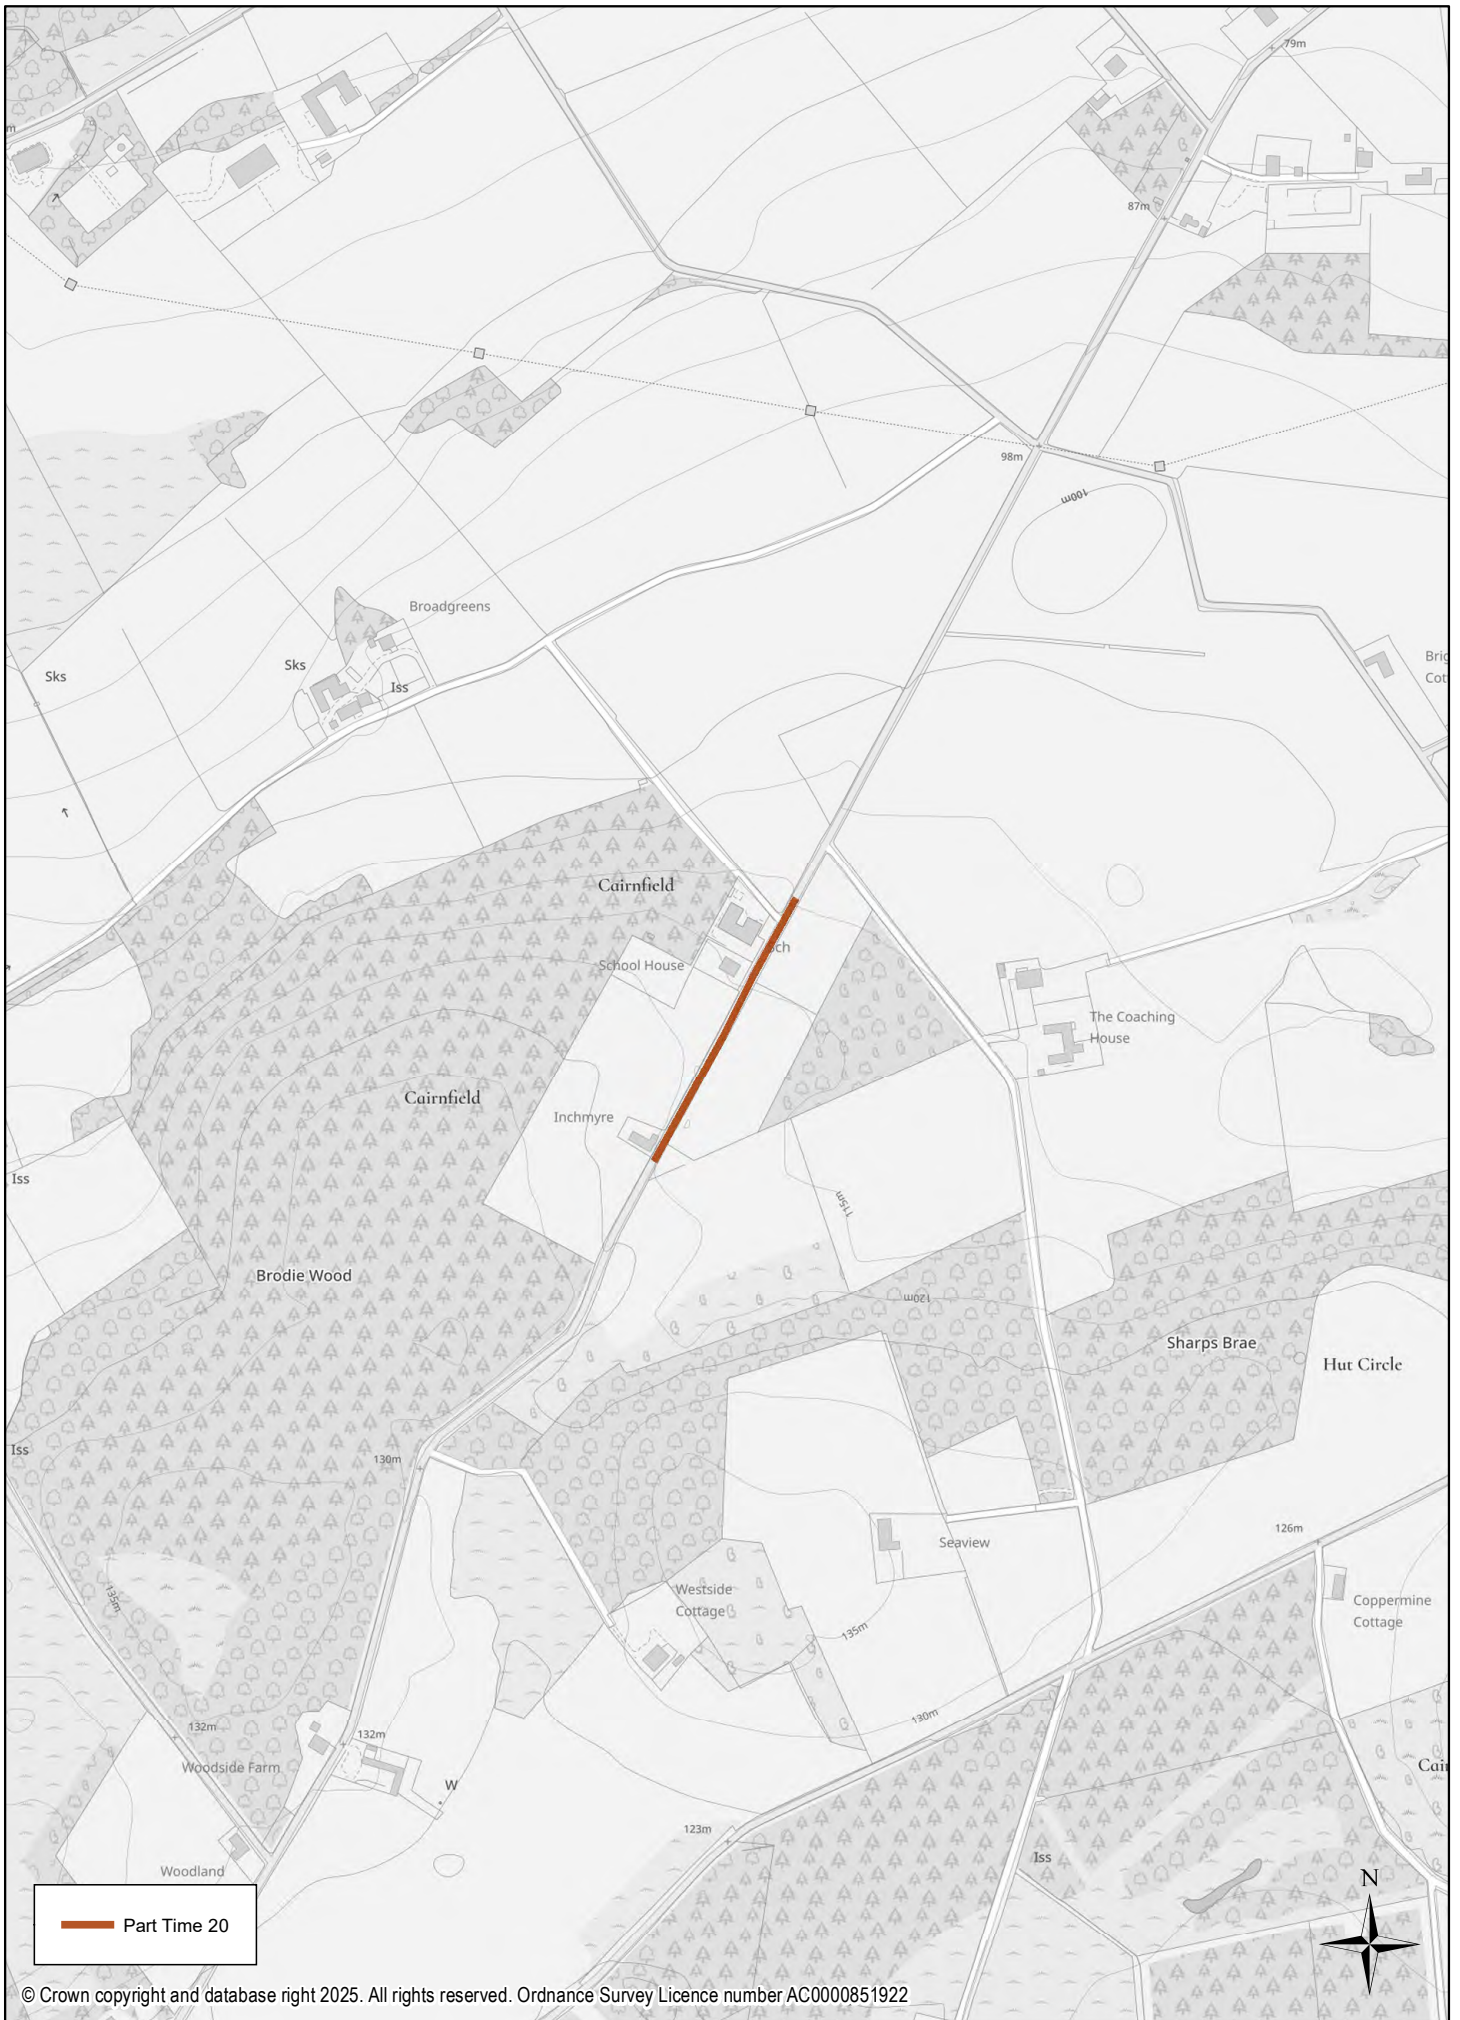 79m
m
87m
98m
100m
Broadgreens
Sks
Sks
Iss
Brig
Cot
Cairnfield
School House
The Coaching
House
Cairnfield
Inchmyre
Iss
115m
Brodie Wood
120m
Sharps Brae
Hut Circle
Iss
130m
126m
Seaview
Westside
Cottage
Coppermine
Cottage
135m
135m
130m
132m
132m
Woodside Farm
W
Cair
123m
Iss
Woodland
N
Part Time 20
© Crown copyright and database right 2025. All rights reserved. Ordnance Survey Licence number AC0000851922